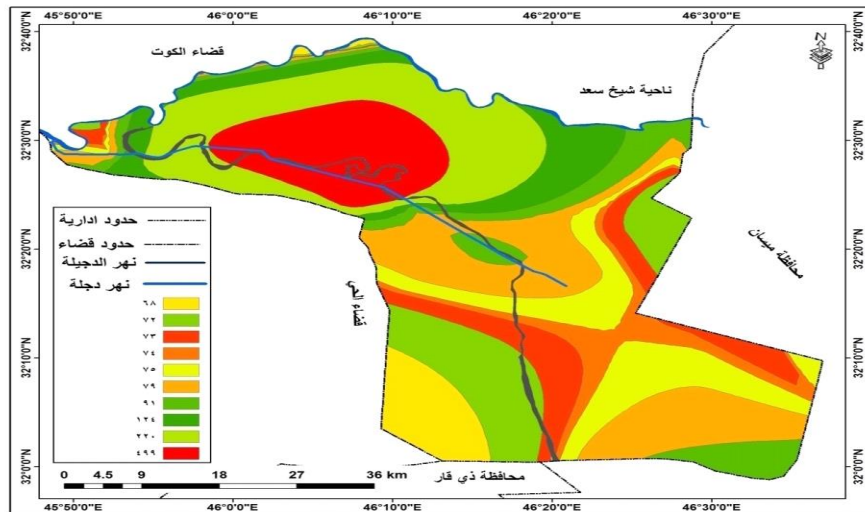 45°50'0"E 46°0'0"E 46°10'0"E 46°20'0"E 46°30'0"E
32°40'0"N
32°30'0"N
32°20'0"N
32°10'0"N
32°0'0"N
قضاء الكوت
ناحية شيخ سعد
N
محافظة ميسان
قضاء الحي
محافظة ذي قار
حدود ادارية
حدود قضاء
نهر الدجيلة
نهر دجلة
٦٨
٧٢
٧٣
٧٤
٧٥
٧٩
٩١
١٢٤
٢٢٠
٤٩٩
0 4.5 9 18 27 36 km
32°40'0"N
32°30'0"N
32°20'0"N
32°10'0"N
32°0'0"N
45°50'0"E 46°0'0"E 46°10'0"E 46°20'0"E 46°30'0"E